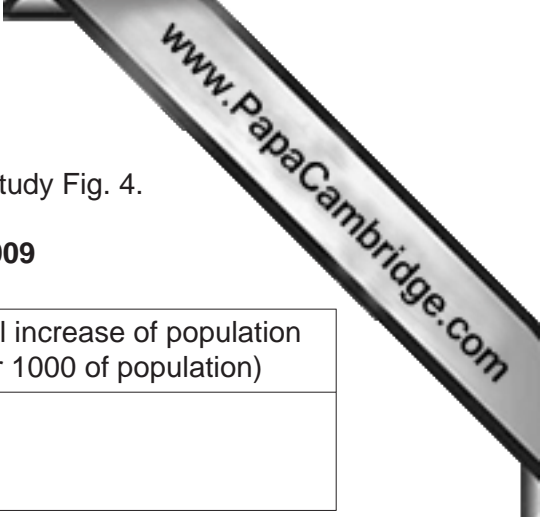 www.PapaCambridge.com
tudy Fig. 4.
009
l increase of population
r 1000 of population)